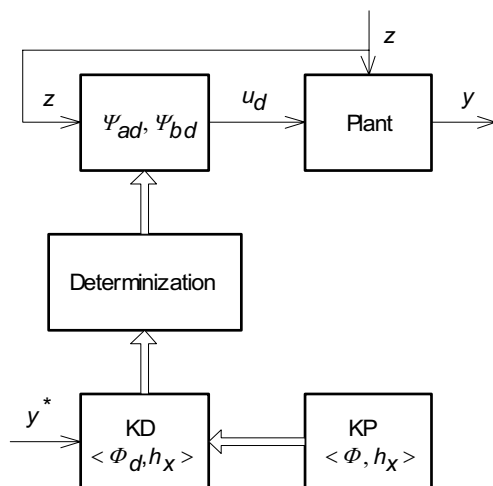 z
z
Ψad, Ψbd
ud
Plant
y
Determinization
y*
KD
< Φd, hx >
KP
< Φ, hx >